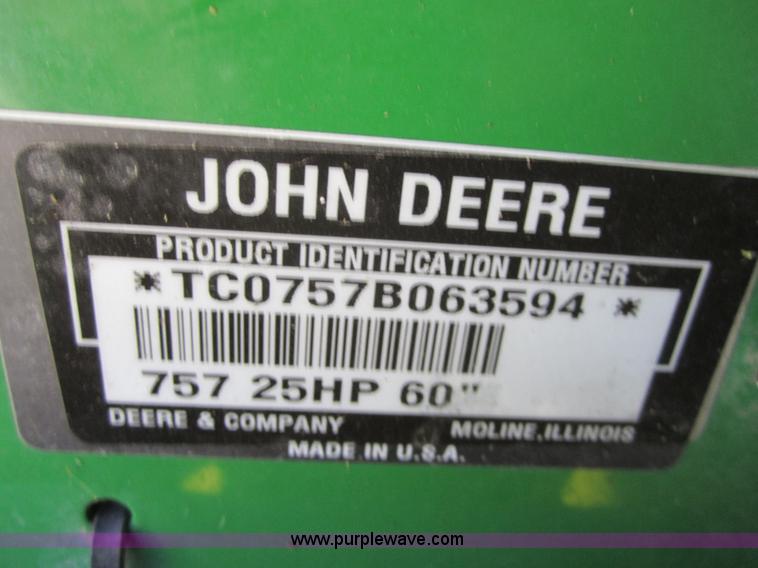 JOHN DEERE
PRODUCT IDENTIFICATION NUMBER
*TC0757B063594 *
757 25HP 60"
DEERE & COMPANY MOLINE, ILLINOIS
MADE IN U.S.A.
www.purplewave.com